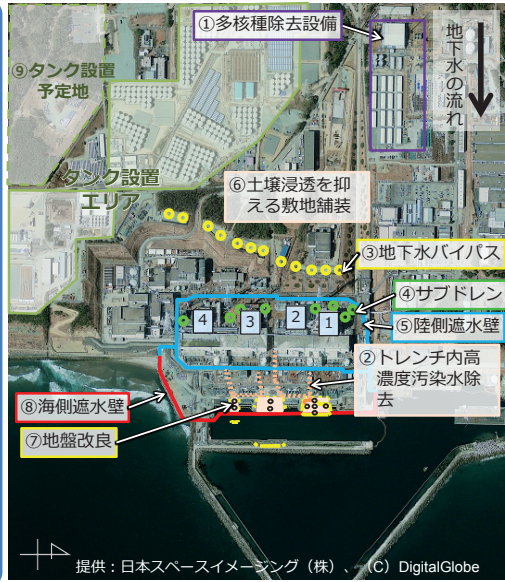 ①多核種除去設備
地下水の流れ
⑨タンク設置
予定地
タンク設置
エリア
⑥土壌浸透を抑
える敷地舗装
③地下水バイパス
④サブドレン
⑤陸側遮水壁
4
3
2
1
②トレンチ内高
濃度汚染水除
去
⑧海側遮水壁
⑦地盤改良
提供：日本スペースイメージング（株）、（C）DigitalGlobe